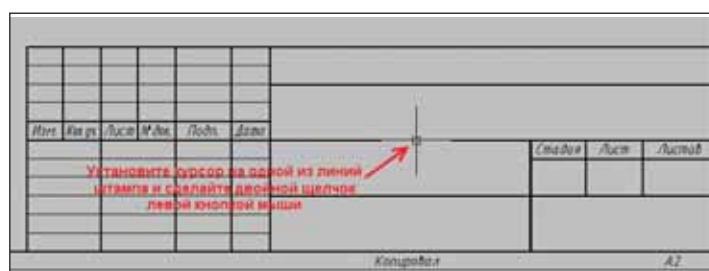 Изм. Кол.уч. Лист № док. Подп. Дата
Стадия Лист Листов
Установите курсор на одной из линий
штампа и сделайте двойной щелчок
левой кнопкой мыши
Копировал А2